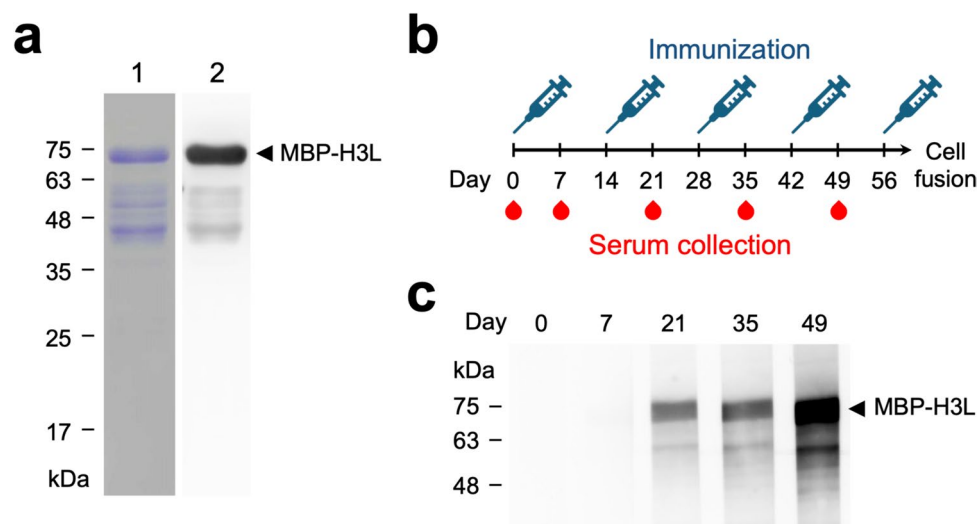 a
1 2
75
63
48
35
25
17
kDa
MBP-H3L
b
Immunization
Day 0 7 14 21 28 35 42 49 56
Cell
fusion
Serum collection
c
Day 0 7 21 35 49
kDa
75
63
48
MBP-H3L